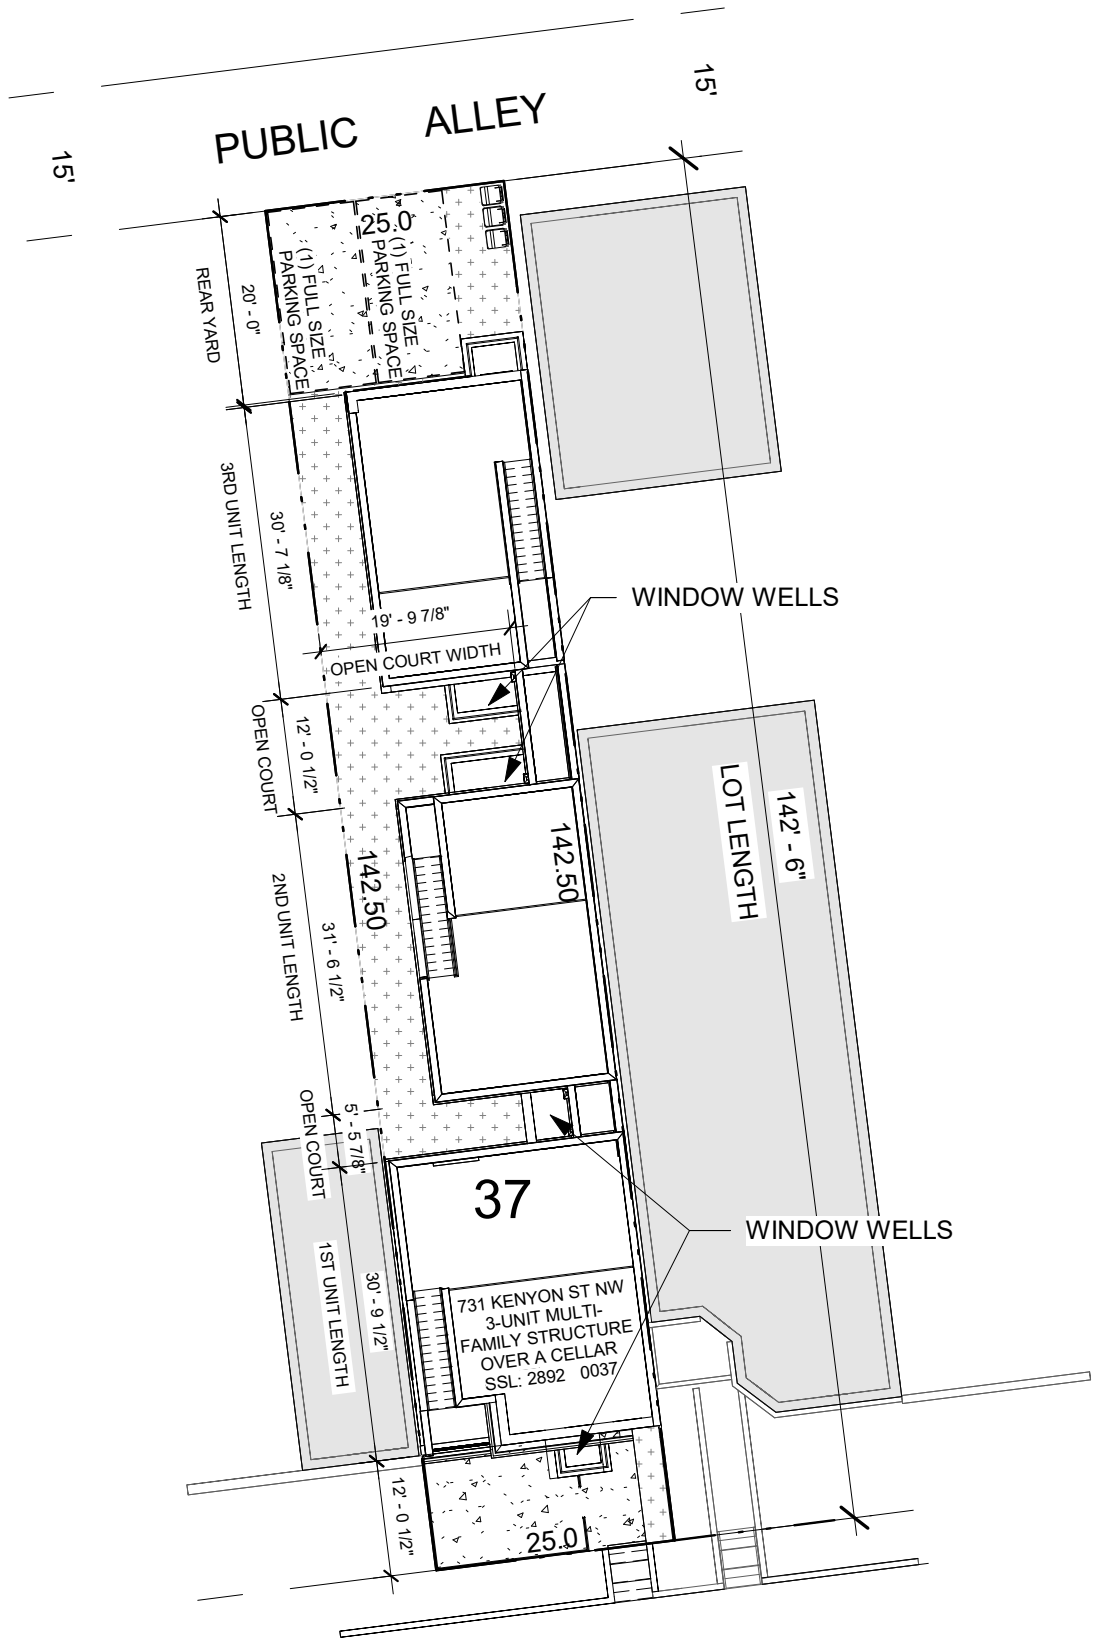 15'
PUBLIC ALLEY
15'
25.0
(1) FULL SIZE
PARKING SPACE
(1) FULL SIZE
PARKING SPACE
20' - 0"
REAR YARD
3RD UNIT LENGTH
30' - 7 1/8"
WINDOW WELLS
19' - 9 7/8"
OPEN COURT WIDTH
OPEN COURT
12' - 0 1/2"
LOT LENGTH
142' - 6"
142.50
142.50
2ND UNIT LENGTH
31' - 6 1/2"
OPEN COURT
5' - 5 7/8"
37
WINDOW WELLS
1ST UNIT LENGTH
30' - 9 1/2"
731 KENYON ST NW
3-UNIT MULTI-
FAMILY STRUCTURE
OVER A CELLAR
SSL: 2892 0037
12' - 0 1/2"
25.0